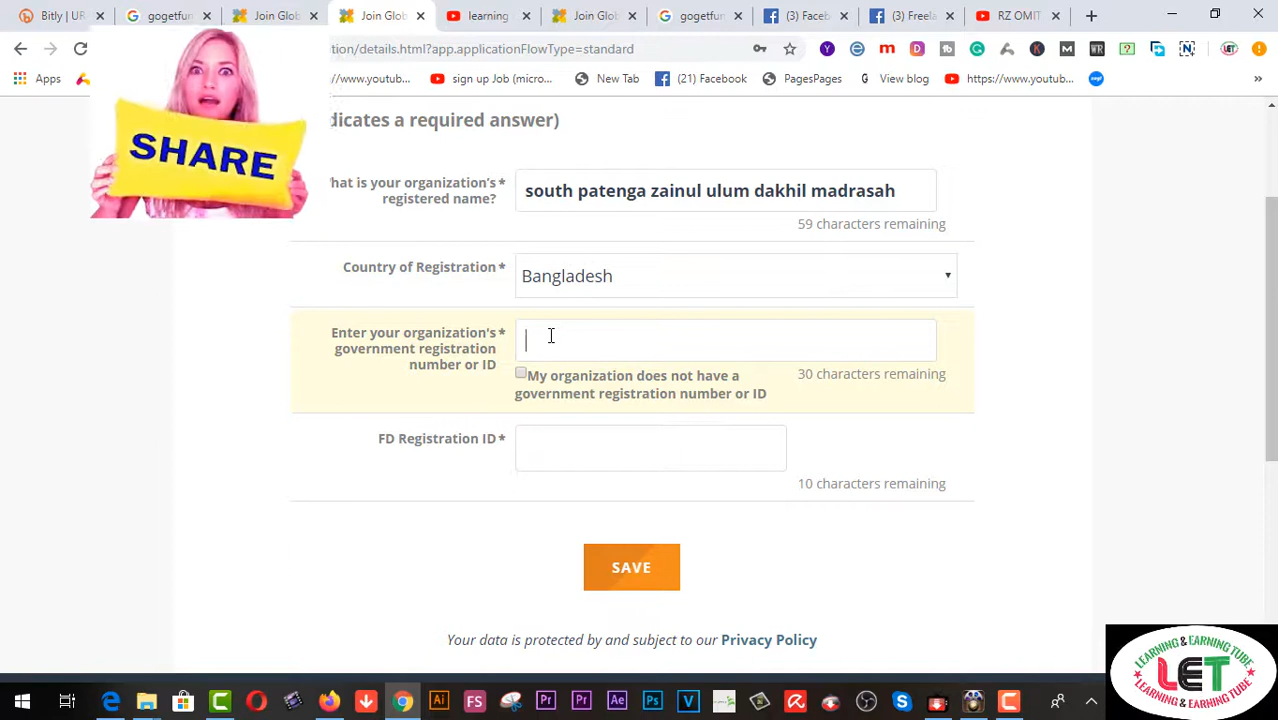 Bitly | UR
gogetfun
Join Glob
Join Glob
learning
Join Glob
gogetfun
(3) Faceb
(3) Freela
RZ OMIT
tion/details.html?app.applicationFlowType=standard
Apps
//www.youtub...
sign up Job (micro...
New Tab
(21) Facebook
PagesPages
View blog
https://www.youtub...
SHARE
dicates a required answer)
hat is your organization's*
registered name?
south patenga zainul ulum dakhil madrasah
59 characters remaining
Country of Registration*
Bangladesh
Enter your organization's*
government registration
number or ID
My organization does not have a
government registration number or ID
30 characters remaining
FD Registration ID*
10 characters remaining
SAVE
Your data is protected by and subject to our Privacy Policy
LEARNING & EARNING TUBE
LET
LEARNING & EARNING TUBE